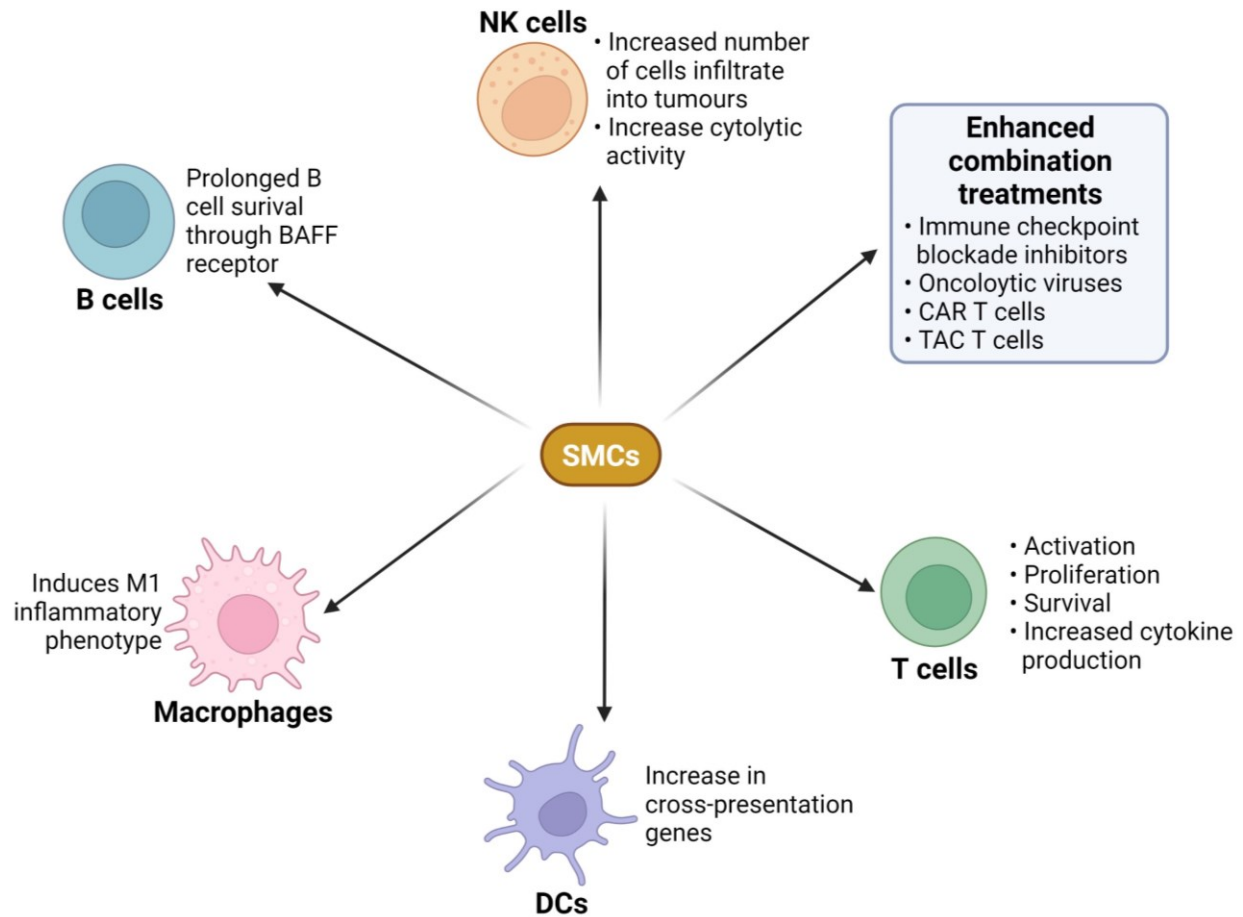 NK cells
• Increased number
of cells infiltrate
into tumours
• Increase cytolytic
activity
Enhanced
combination
treatments
• Immune checkpoint
blockade inhibitors
• Oncoloytic viruses
• CAR T cells
• TAC T cells
Prolonged B
cell surival
through BAFF
receptor
B cells
SMCs
Induces M1
inflammatory
phenotype
Macrophages
• Activation
• Proliferation
• Survival
• Increased cytokine
production
T cells
Increase in
cross-presentation
genes
DCs